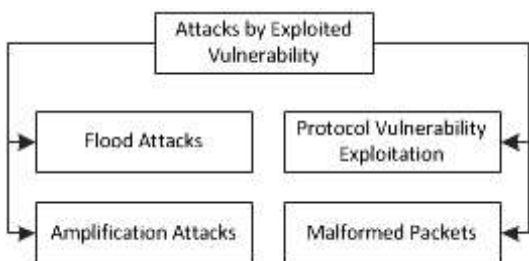 Attacks by Exploited
Vulnerability
Flood Attacks
Protocol Vulnerability
Exploitation
Amplification Attacks
Malformed Packets